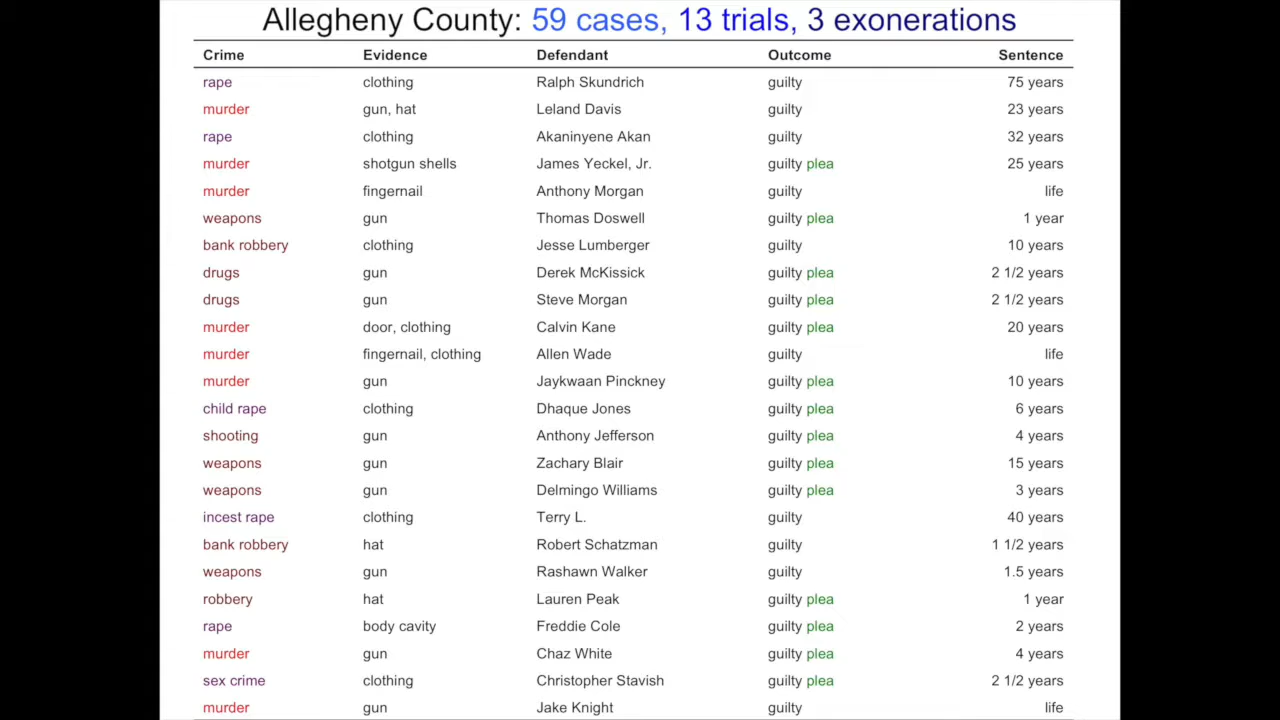 Allegheny County: 59 cases, 13 trials, 3 exonerations
Crime Evidence Defendant Outcome Sentence
rape clothing Ralph Skundrich guilty 75 years
murder gun, hat Leland Davis guilty 23 years
rape clothing Akaninyene Akan guilty 32 years
murder shotgun shells James Yeckel, Jr. guilty plea 25 years
murder fingernail Anthony Morgan guilty life
weapons gun Thomas Doswell guilty plea 1 year
bank robbery clothing Jesse Lumberger guilty 10 years
drugs gun Derek McKissick guilty plea 2 1/2 years
drugs gun Steve Morgan guilty plea 2 1/2 years
murder door, clothing Calvin Kane guilty plea 20 years
murder fingernail, clothing Allen Wade guilty life
murder gun Jaykwaan Pinckney guilty plea 10 years
child rape clothing Dhaque Jones guilty plea 6 years
shooting gun Anthony Jefferson guilty plea 4 years
weapons gun Zachary Blair guilty plea 15 years
weapons gun Delmingo Williams guilty plea 3 years
incest rape clothing Terry L. guilty 40 years
bank robbery hat Robert Schatzman guilty 1 1/2 years
weapons gun Rashawn Walker guilty 1.5 years
robbery hat Lauren Peak guilty plea 1 year
rape body cavity Freddie Cole guilty plea 2 years
murder gun Chaz White guilty plea 4 years
sex crime clothing Christopher Stavish guilty plea 2 1/2 years
murder gun Jake Knight guilty life